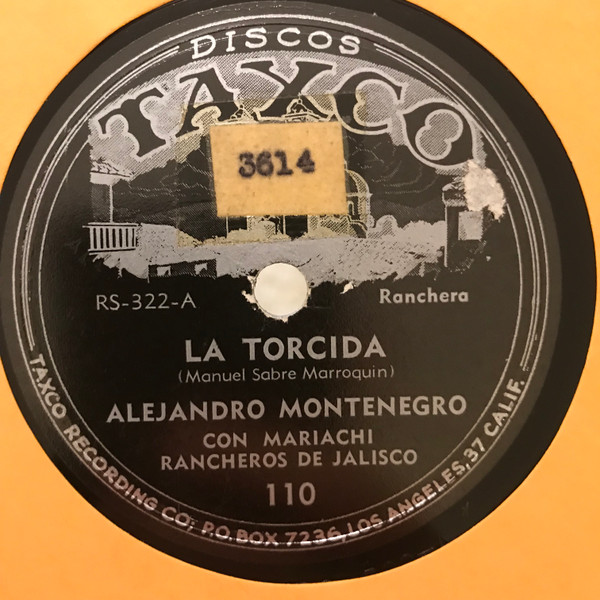 DISCOS
TAXCO
3614
RS-322-A
Ranchera
LA TORCIDA
(Manuel Sabre Marroquin)
ALEJANDRO MONTENEGRO
CON MARIACHI
RANCHEROS DE JALISCO
110
TAXCO RECORDING CO; P.O. BOX 7236, LOS ANGELES, 37 CALIF.